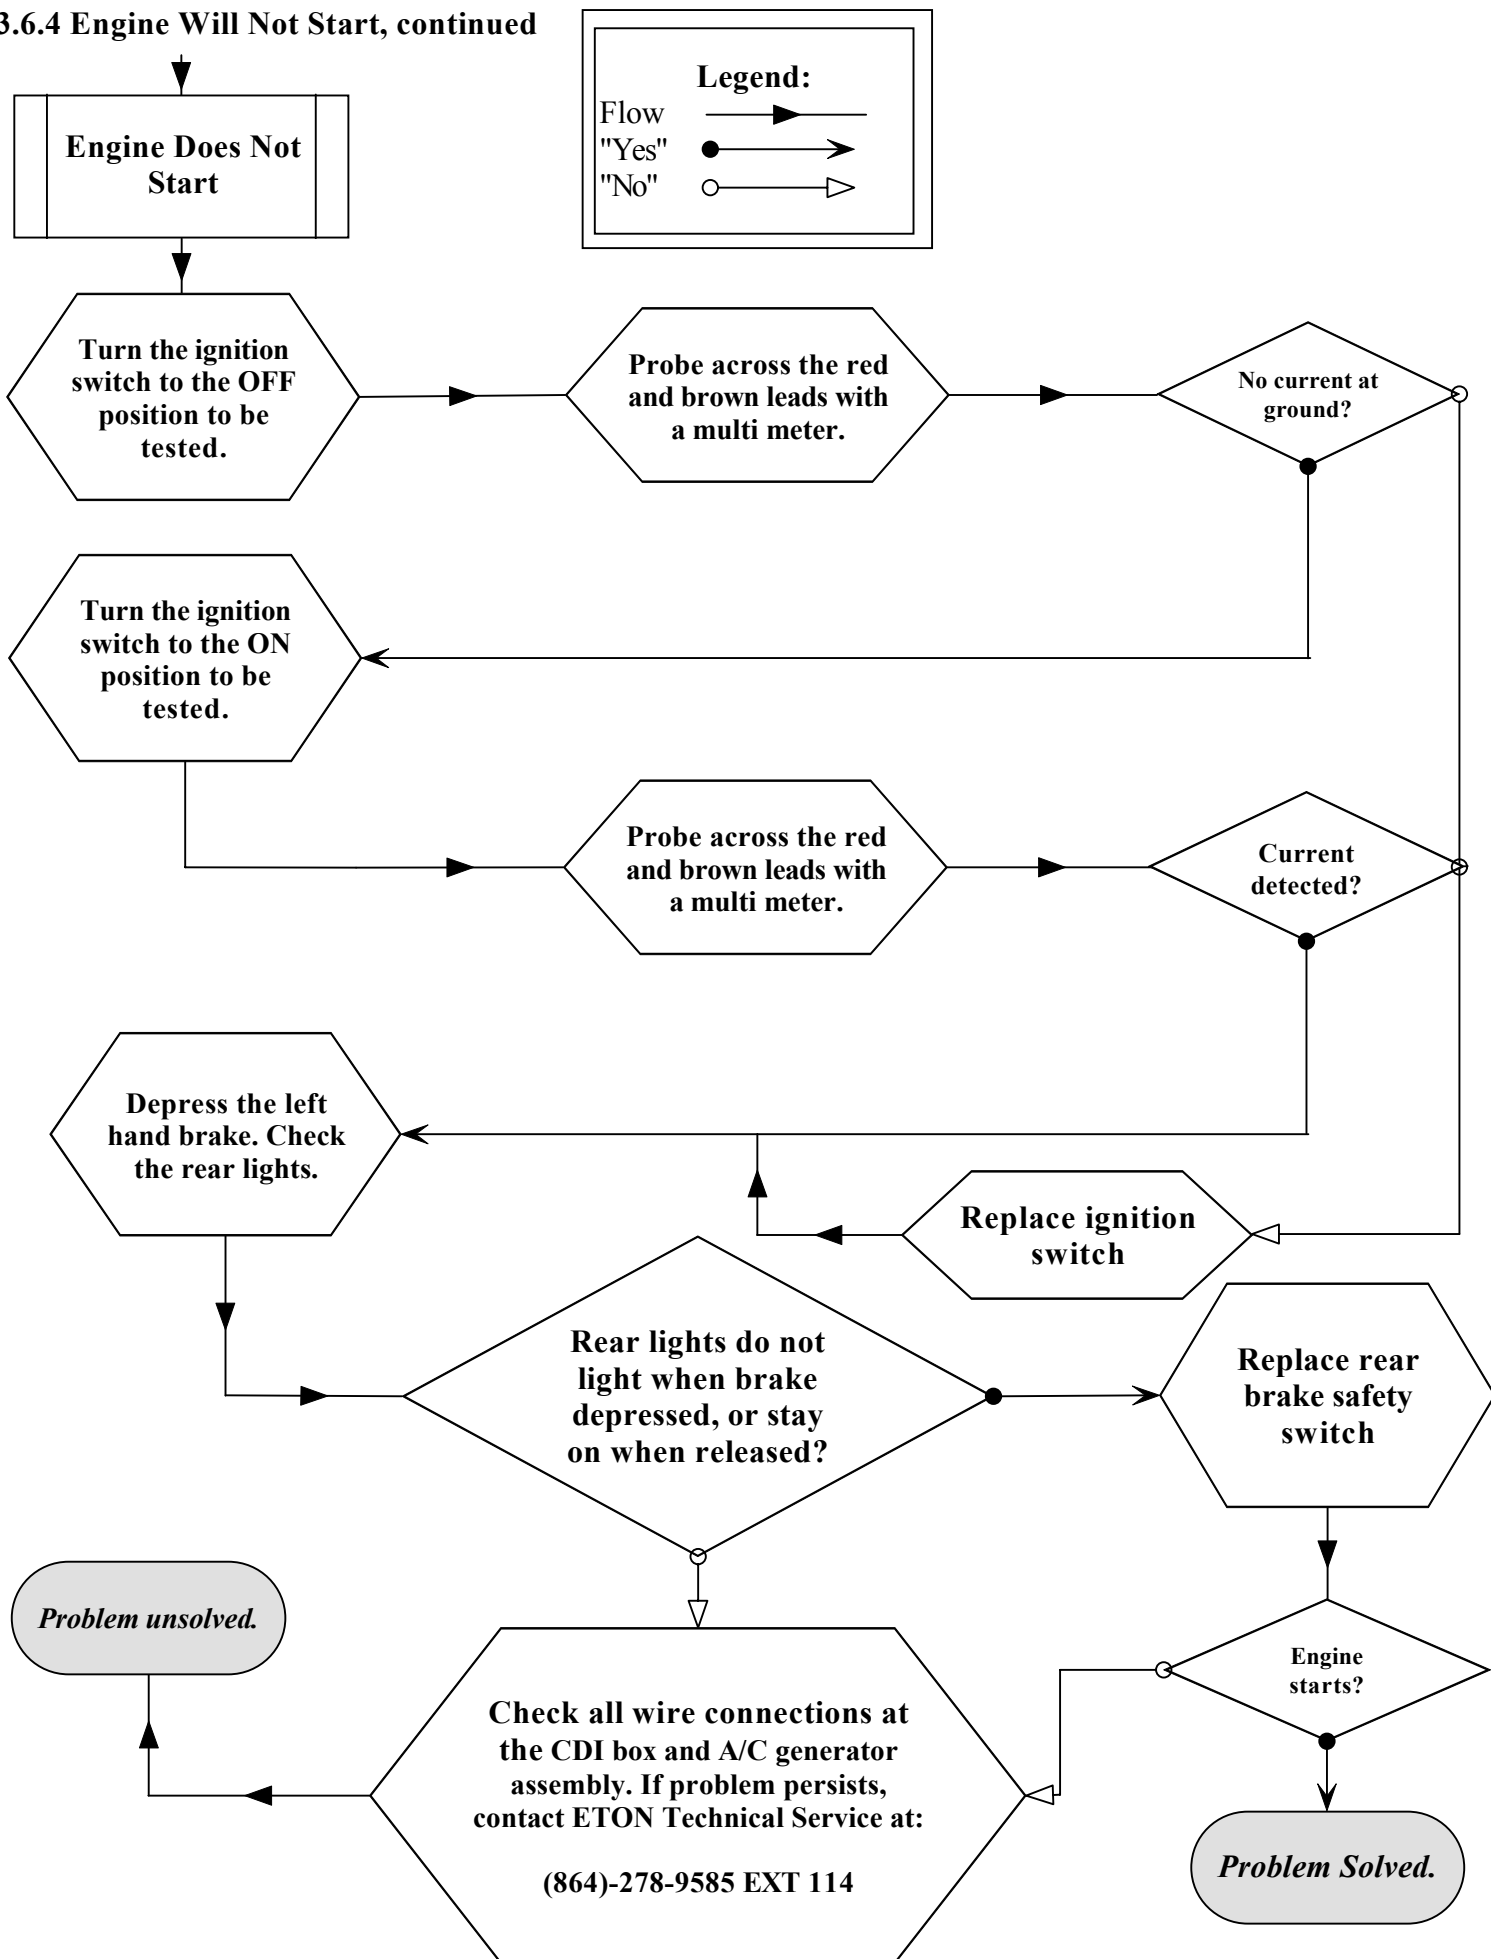 3.6.4 Engine Will Not Start, continued
Legend:
Flow
"Yes"
"No"
Engine Does Not
Start
Turn the ignition
switch to the OFF
position to be
tested.
Probe across the red
and brown leads with
a multi meter.
No current at
ground?
Turn the ignition
switch to the ON
position to be
tested.
Probe across the red
and brown leads with
a multi meter.
Current
detected?
Depress the left
hand brake. Check
the rear lights.
Replace ignition
switch
Rear lights do not
light when brake
depressed, or stay
on when released?
Replace rear
brake safety
switch
Problem unsolved.
Engine
starts?
Check all wire connections at
the CDI box and A/C generator
assembly. If problem persists,
contact ETON Technical Service at:
(864)-278-9585 EXT 114
Problem Solved.